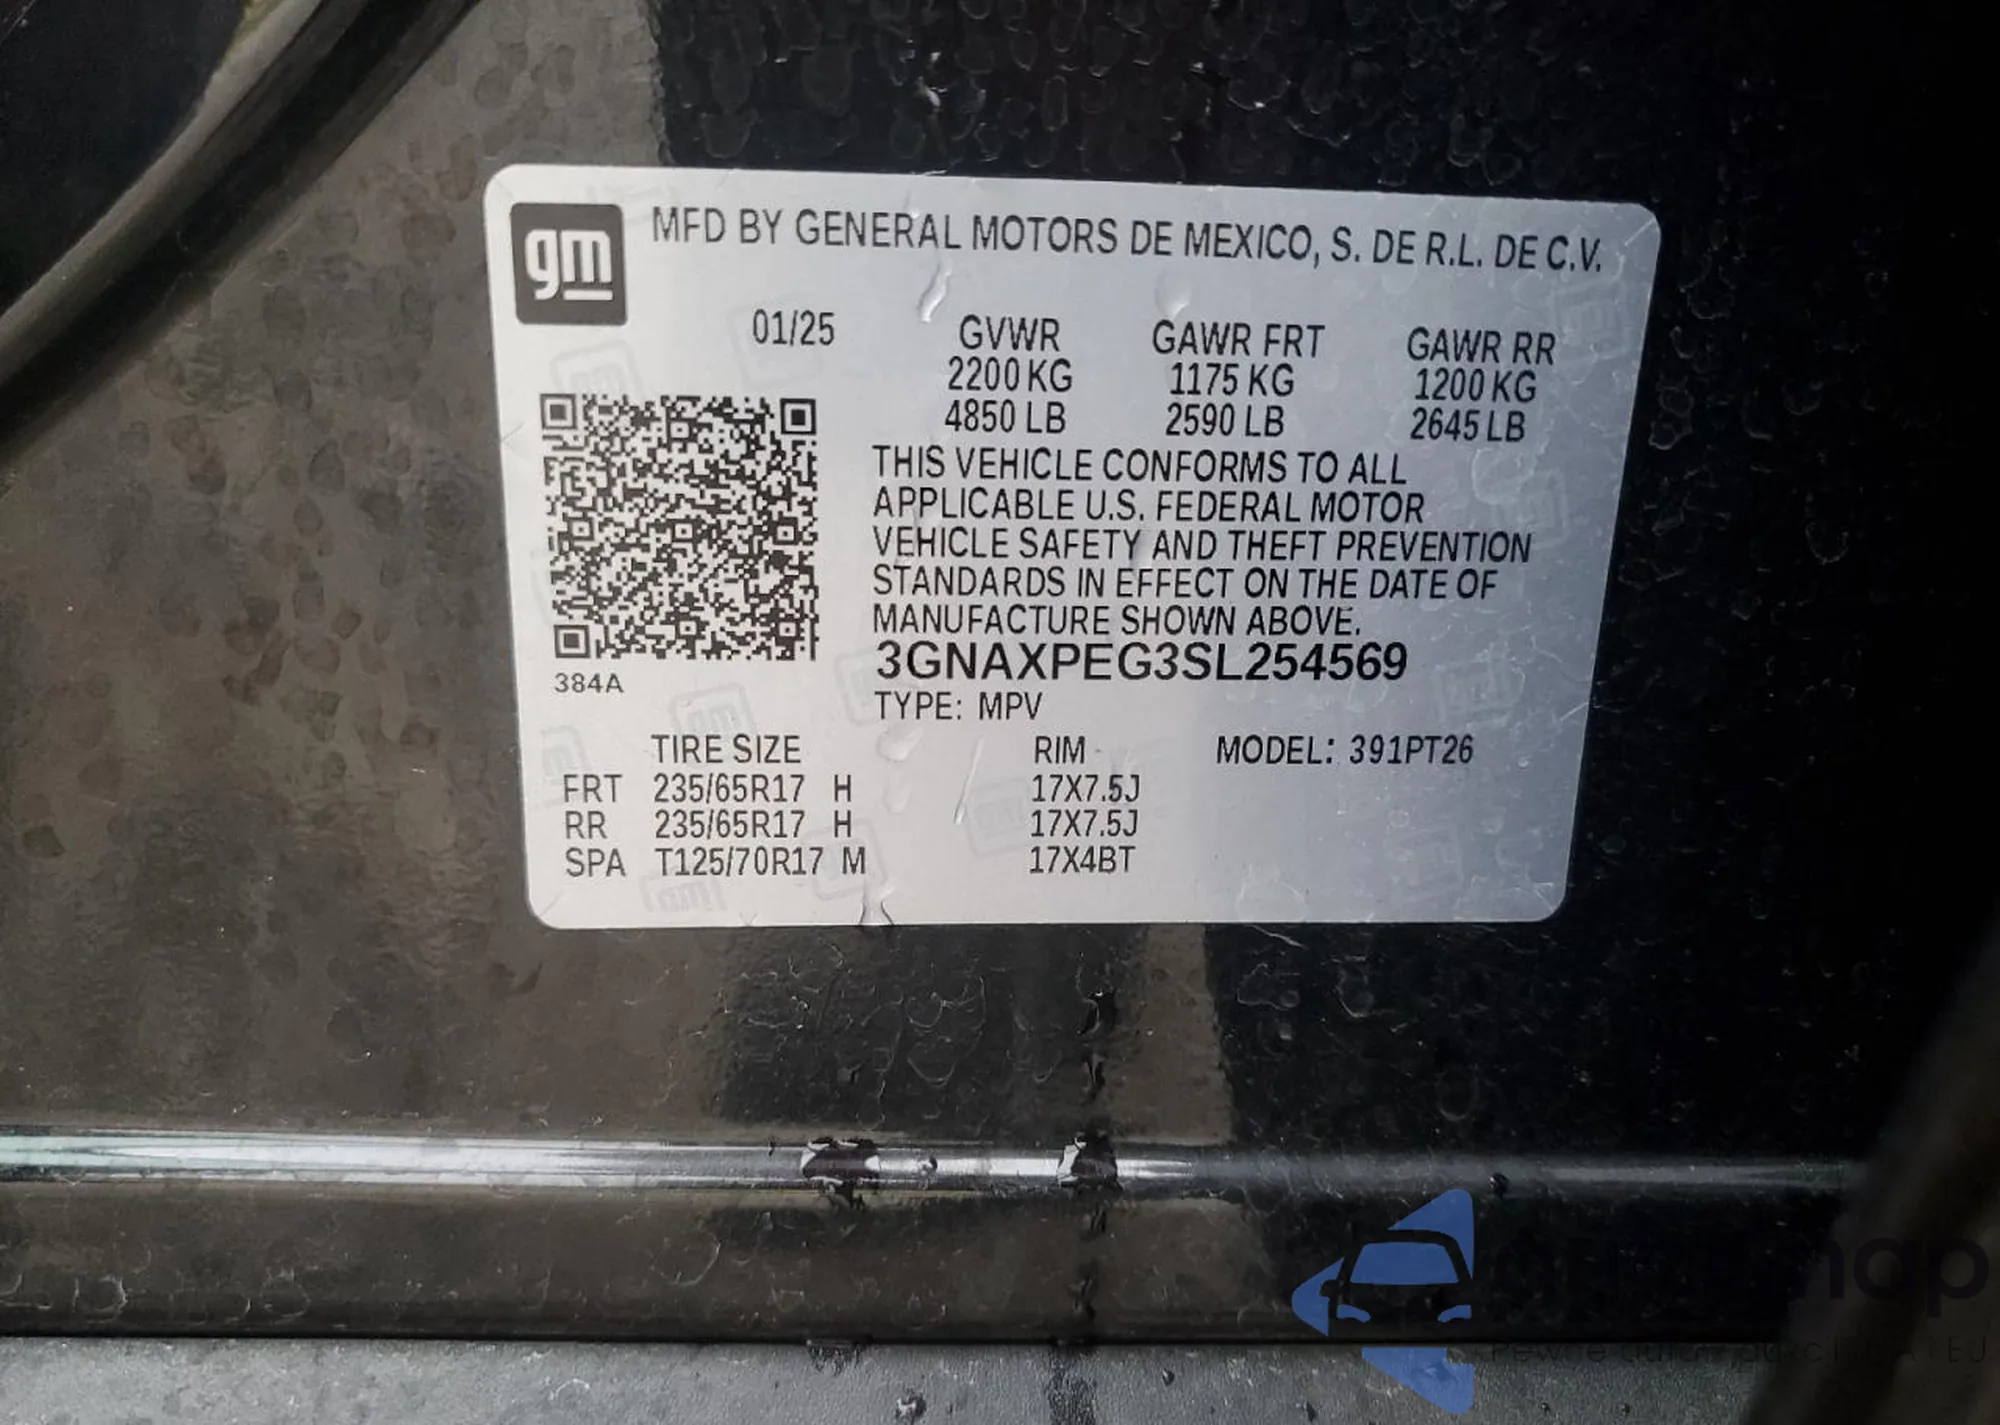 gm
MFD BY GENERAL MOTORS DE MEXICO, S. DE R.L. DE C.V.
01/25 GVWR GAWR FRT GAWR RR
2200 KG 1175 KG 1200 KG
4850 LB 2590 LB 2645 LB
THIS VEHICLE CONFORMS TO ALL
APPLICABLE U.S. FEDERAL MOTOR
VEHICLE SAFETY AND THEFT PREVENTION
STANDARDS IN EFFECT ON THE DATE OF
MANUFACTURE SHOWN ABOVE.
3GNAXPEG3SL254569
384A
TYPE: MPV
TIRE SIZE RIM MODEL: 391PT26
FRT 235/65R17 H 17X7.5J
RR 235/65R17 H 17X7.5J
SPA T125/70R17 M 17X4BT